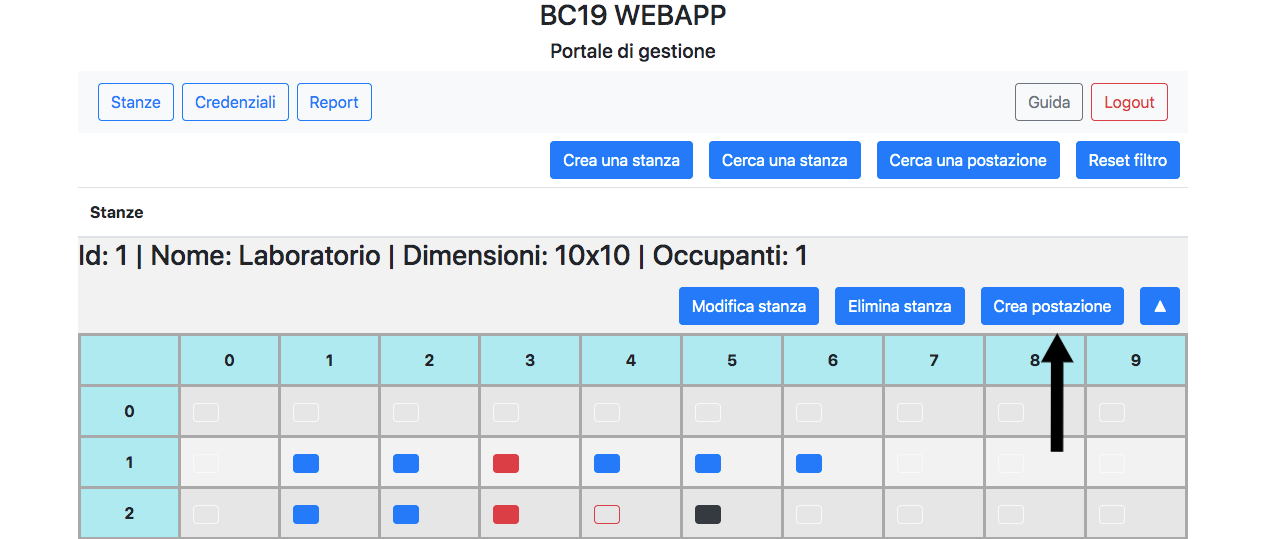 BC19 WEBAPP
Portale di gestione
Stanze Credenziali Report Guida Logout
Crea una stanza Cerca una stanza Cerca una postazione Reset filtro
Stanze
Id: 1 | Nome: Laboratorio | Dimensioni: 10x10 | Occupanti: 1
Modifica stanza Elimina stanza Crea postazione ▲
0 1 2 3 4 5 6 7 8 9
0
1
2